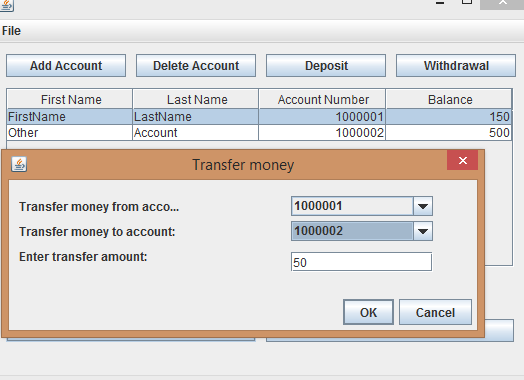 File
Add Account Delete Account Deposit Withdrawal
First Name Last Name Account Number Balance
FirstName LastName 1000001 150
Other Account 1000002 500
Transfer money
Transfer money from acco... 1000001
Transfer money to account: 1000002
Enter transfer amount: 50
OK Cancel